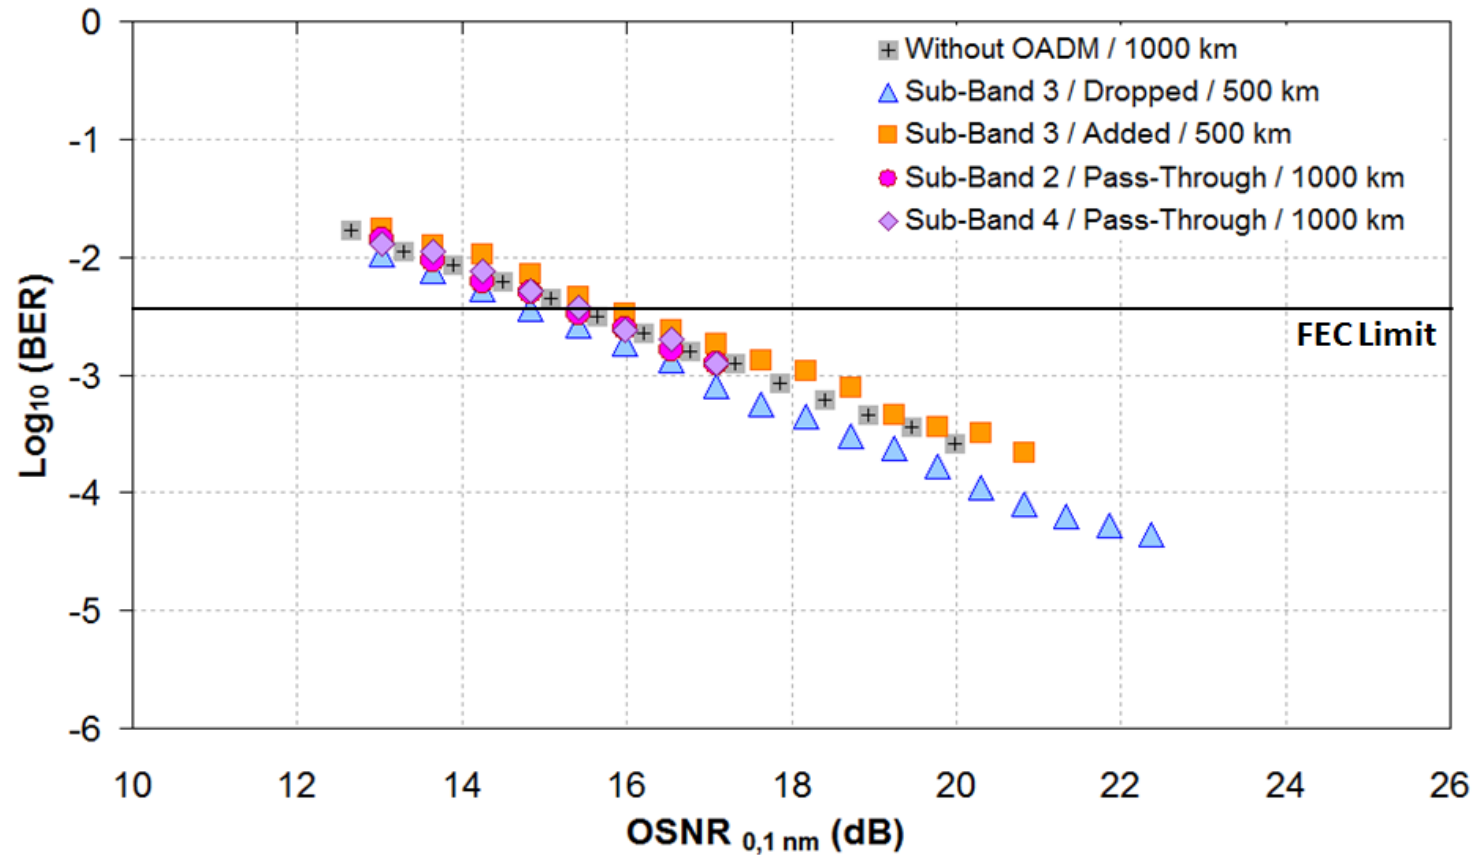 0
-1
-2
-3
-4
-5
-6
Log10 (BER)
Without OADM / 1000 km
Sub-Band 3 / Dropped / 500 km
Sub-Band 3 / Added / 500 km
Sub-Band 2 / Pass-Through / 1000 km
Sub-Band 4 / Pass-Through / 1000 km
FEC Limit
10 12 14 16 18 20 22 24 26
OSNR 0,1 nm (dB)